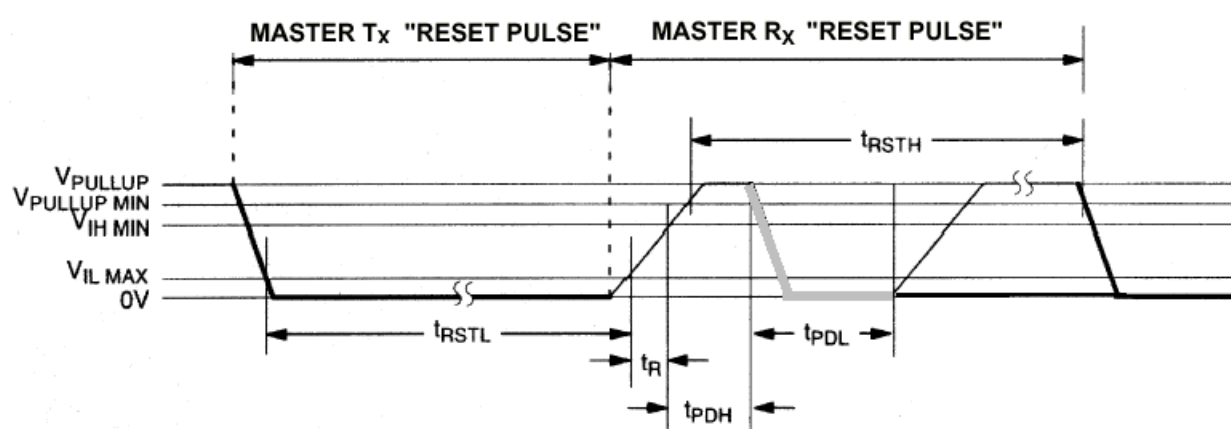 MASTER TX "RESET PULSE"
MASTER RX "RESET PULSE"
tRSTH
VPULLUP
VPULLUP MIN
VIH MIN
VIL MAX
0V
tRSTL
tPDL
tR
tPDH